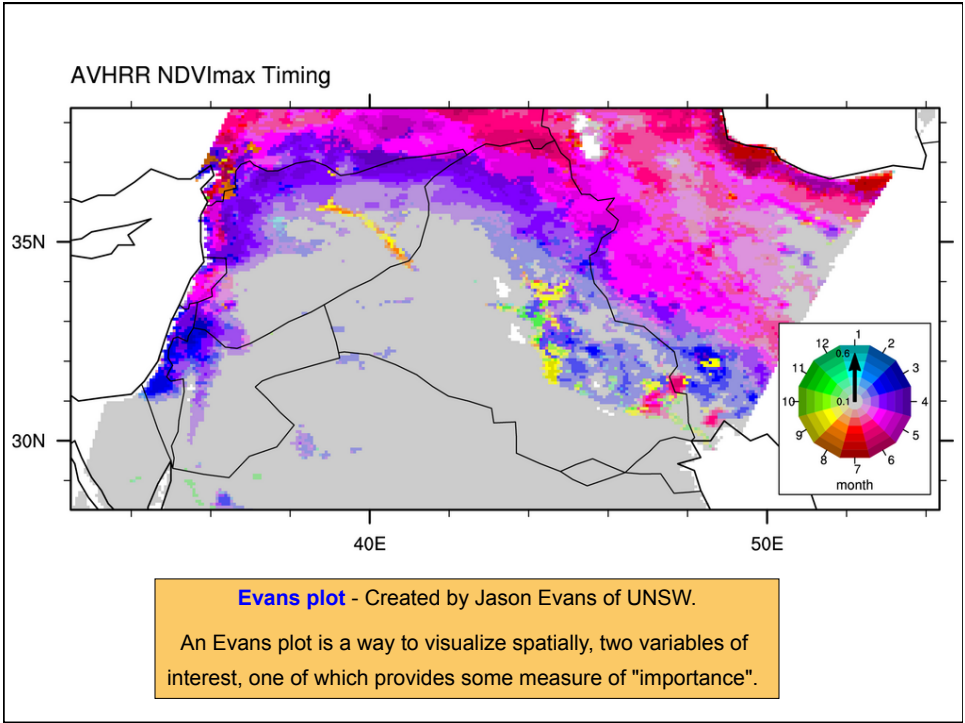 AVHRR NDVImax Timing
35N
30N
40E
50E
12
1
2
3
4
5
6
7
8
9
10
11
0.6
0.1
month
Evans plot - Created by Jason Evans of UNSW.
An Evans plot is a way to visualize spatially, two variables of
interest, one of which provides some measure of "importance".